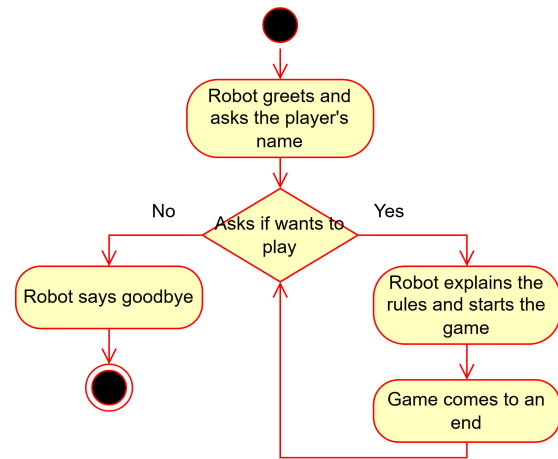 Robot greets and
asks the player's
name
No
Asks if wants to
play
Yes
Robot says goodbye
Robot explains the
rules and starts the
game
Game comes to an
end